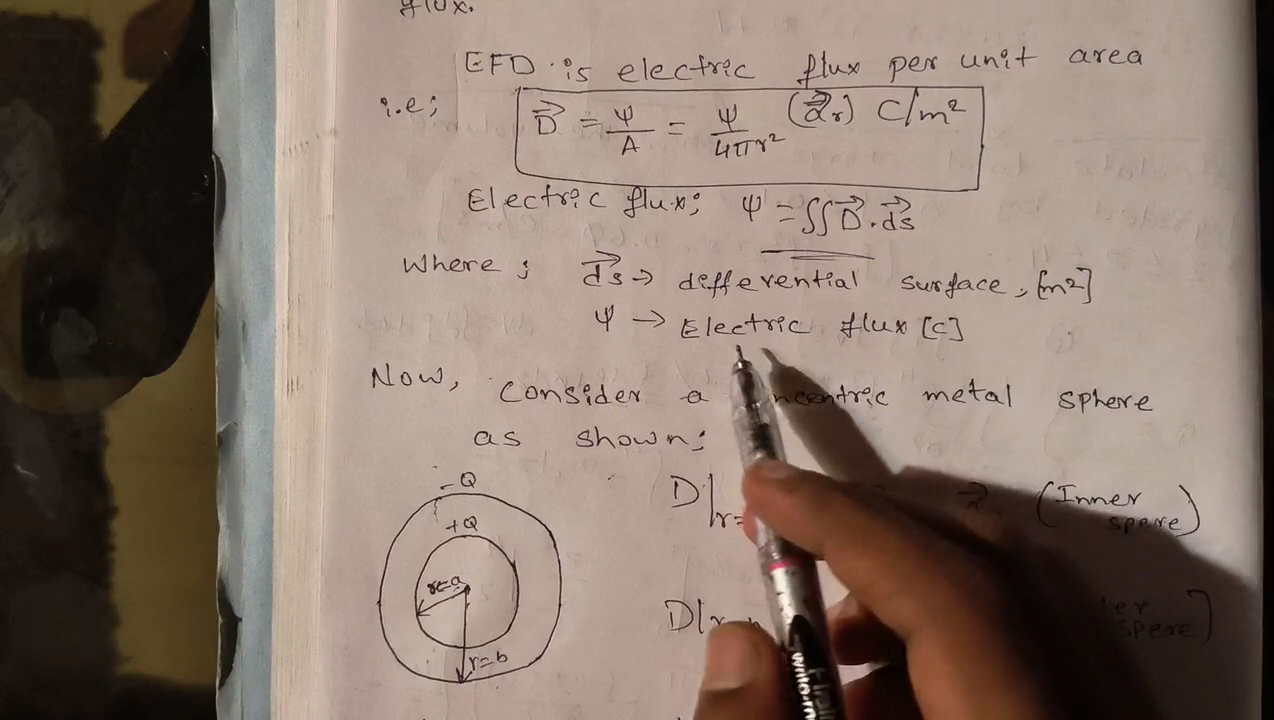 flux.
EFD is electric flux per unit area
i.e; D⃗ = Ψ/A = Ψ/4πr² (a⃗r) C/m²
Electric flux; Ψ = ∬D⃗.ds⃗
Where; ds⃗ → differential surface, [m²]
Ψ → Electric flux [C]
Now, Consider a metal sphere
as shown:
-Q
+Q
r=a
r=b
D|r= (Inner
spere)
D|
spere]